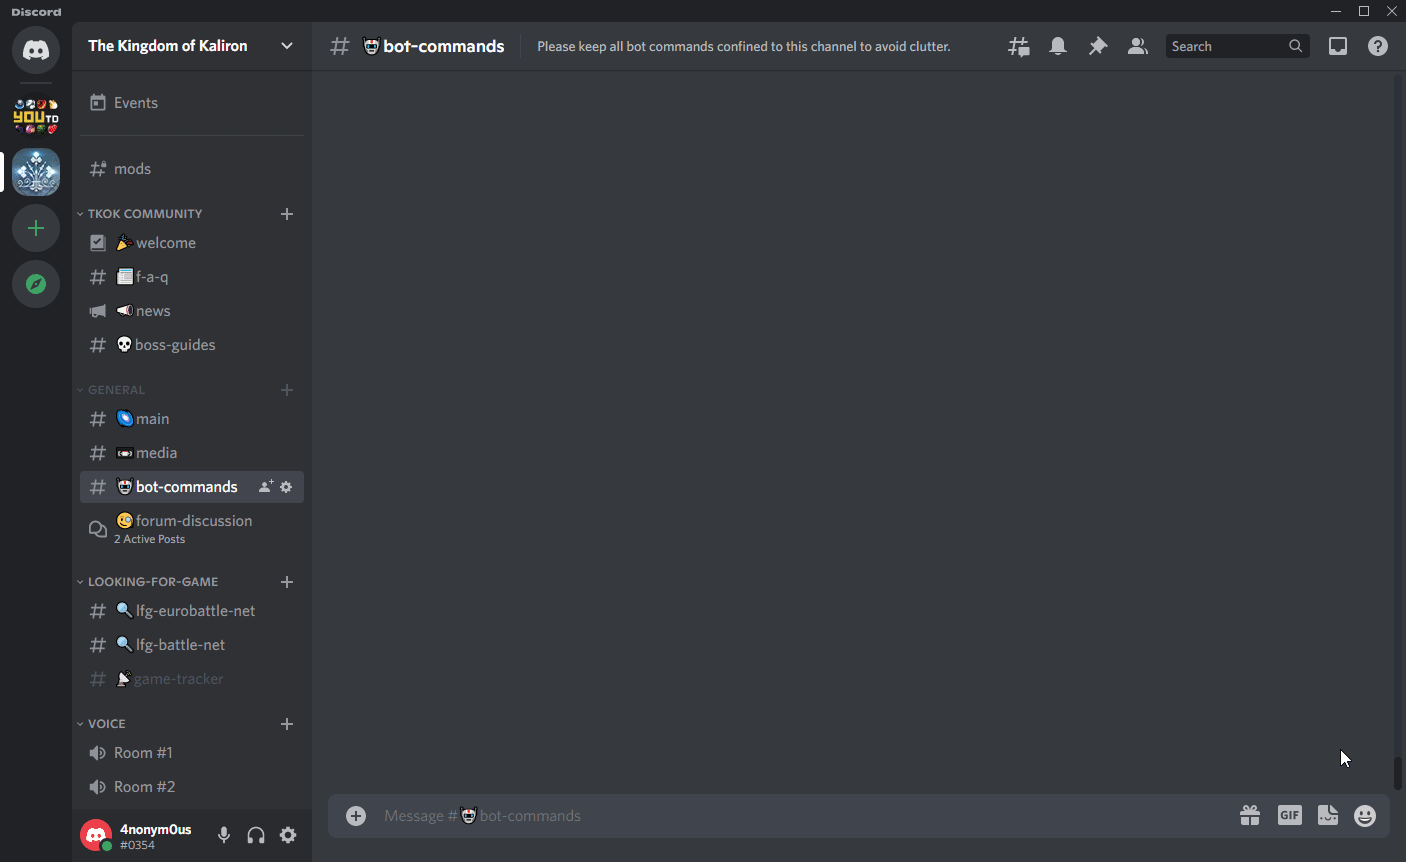 Discord
The Kingdom of Kaliron
bot-commands
Please keep all bot commands confined to this channel to avoid clutter.
Search
YOUTD
Events
mods
TKOK COMMUNITY
welcome
f-a-q
news
boss-guides
GENERAL
main
media
bot-commands
forum-discussion
2 Active Posts
LOOKING-FOR-GAME
lfg-eurobattle-net
lfg-battle-net
game-tracker
VOICE
Room #1
Room #2
4nonym0us
#0354
Message # bot-commands
GIF